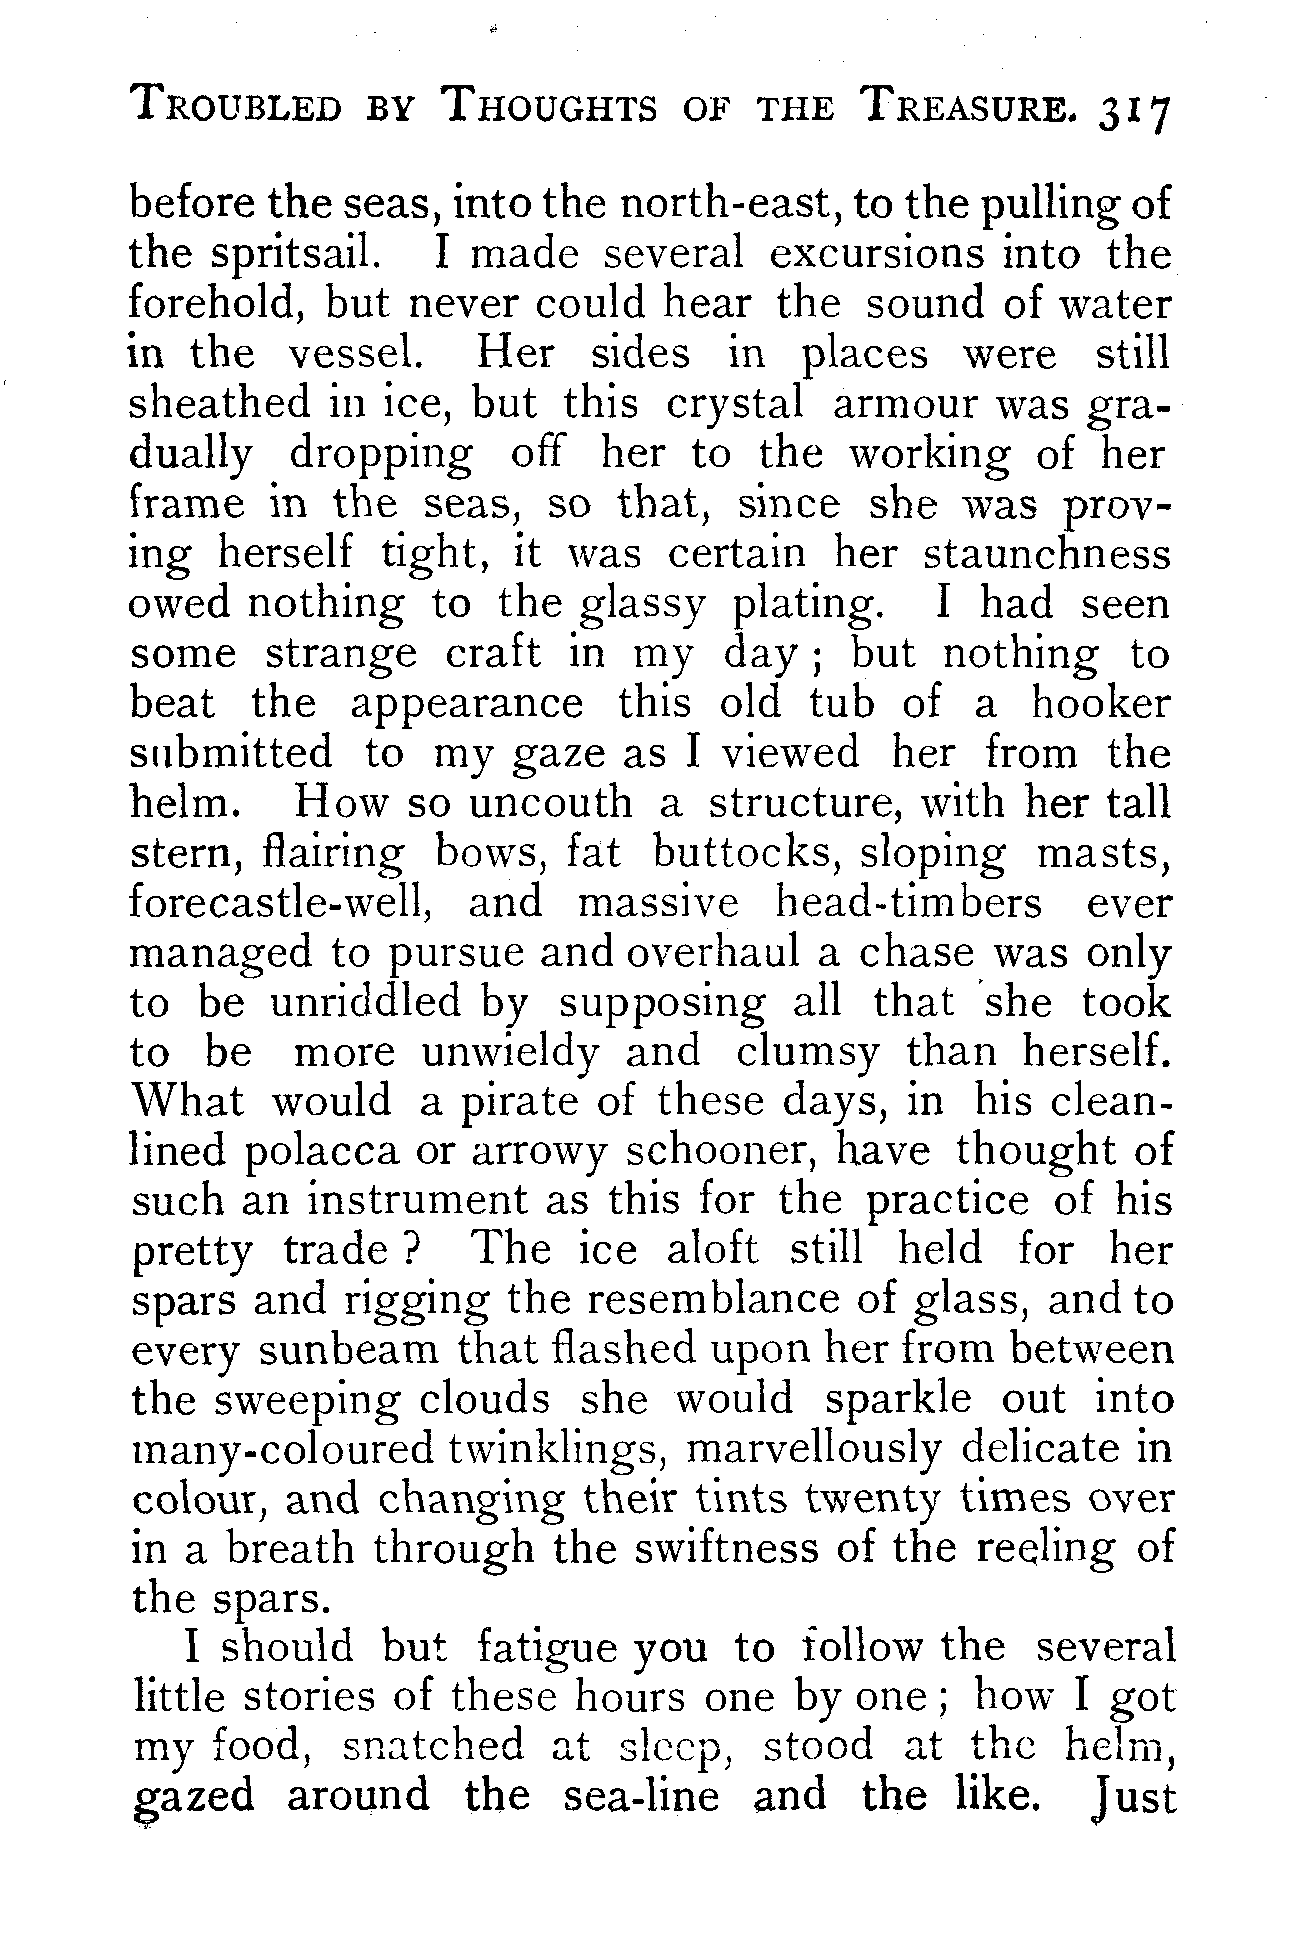 TROUBLED BY THOUGHTS OF THE TREASURE. 317
before the seas, into the north-east, to the pulling of
the spritsail. I made several excursions into the
forehold, but never could hear the sound of water
in the vessel. Her sides in places were still
sheathed in ice, but this crystal armour was gra-
dually dropping off her to the working of her
frame in the seas, so that, since she was prov-
ing herself tight, it was certain her staunchness
owed nothing to the glassy plating. I had seen
some strange craft in my day ; but nothing to
beat the appearance this old tub of a hooker
submitted to my gaze as I viewed her from the
helm. How so uncouth a structure, with her tall
stern, flairing bows, fat buttocks, sloping masts,
forecastle-well, and massive head-timbers ever
managed to pursue and overhaul a chase was only
to be unriddled by supposing all that she took
to be more unwieldy and clumsy than herself.
What would a pirate of these days, in his clean-
lined polacca or arrowy schooner, have thought of
such an instrument as this for the practice of his
pretty trade ? The ice aloft still held for her
spars and rigging the resemblance of glass, and to
every sunbeam that flashed upon her from between
the sweeping clouds she would sparkle out into
many-coloured twinklings, marvellously delicate in
colour, and changing their tints twenty times over
in a breath through the swiftness of the reeling of
the spars.
I should but fatigue you to follow the several
little stories of these hours one by one ; how I got
my food, snatched at sleep, stood at the helm,
gazed around the sea-line and the like. Just